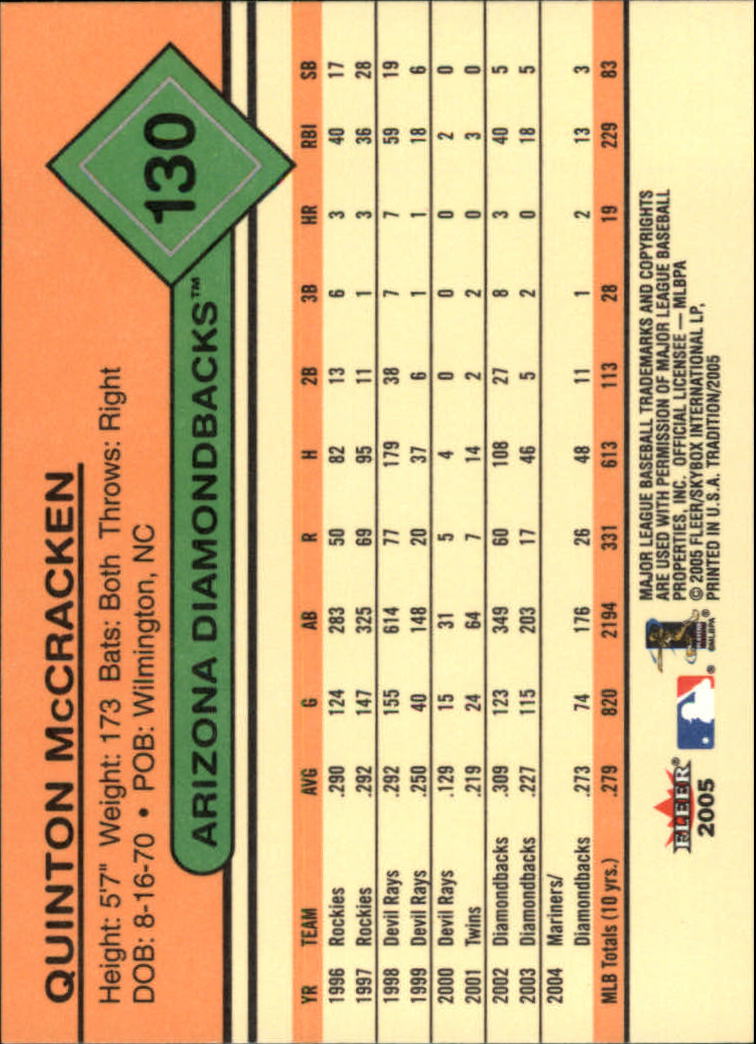 QUINTON McCRACKEN
Height: 5'7" Weight: 173 Bats: Both Throws: Right
DOB: 8-16-70 • POB: Wilmington, NC
130
ARIZONA DIAMONDBACKS™
YR TEAM AVG G AB R H 2B 3B HR RBI SB
1996 Rockies .290 124 283 50 82 13 6 3 40 17
1997 Rockies .292 147 325 69 95 11 1 3 36 28
1998 Devil Rays .292 155 614 77 179 38 7 7 59 19
1999 Devil Rays .250 40 148 20 37 6 1 1 18 6
2000 Devil Rays .129 15 31 5 4 0 0 0 2 0
2001 Twins .219 24 64 7 14 2 2 0 3 0
2002 Diamondbacks .309 123 349 60 108 27 8 3 40 5
2003 Diamondbacks .227 115 203 17 46 5 2 0 18 5
2004 Mariners/
Diamondbacks .273 74 176 26 48 11 1 2 13 3
MLB Totals (10 yrs.) .279 820 2194 331 613 113 28 19 229 83
FLEER®
2005
®
©MLBPA®
MAJOR LEAGUE BASEBALL TRADEMARKS AND COPYRIGHTS
ARE USED WITH PERMISSION OF MAJOR LEAGUE BASEBALL
PROPERTIES, INC. OFFICIAL LICENSEE — MLBPA
© 2005 FLEER/SKYBOX INTERNATIONAL LP,
PRINTED IN U.S.A. TRADITION/2005